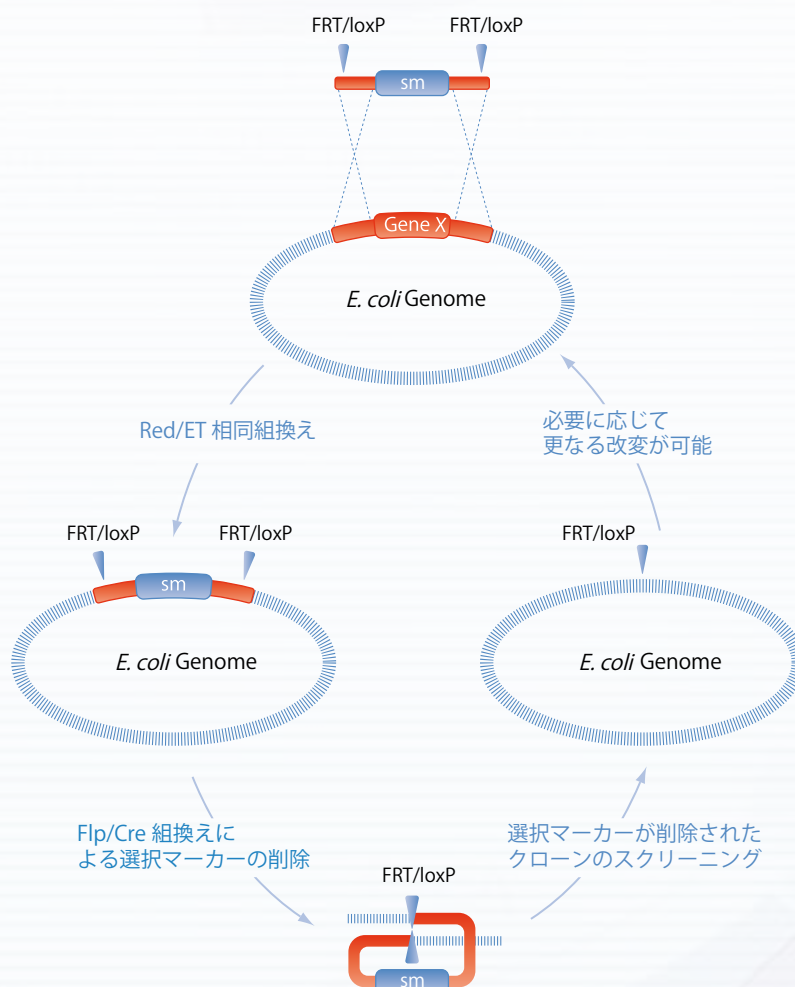 FRT/loxP FRT/loxP
sm
Gene X
E. coli Genome
Red/ET 相同組換え
必要に応じて
更なる改変が可能
FRT/loxP FRT/loxP
sm
E. coli Genome
FRT/loxP
E. coli Genome
Flp/Cre 組換えに
よる選択マーカーの削除
選択マーカーが削除された
クローンのスクリーニング
FRT/loxP
sm